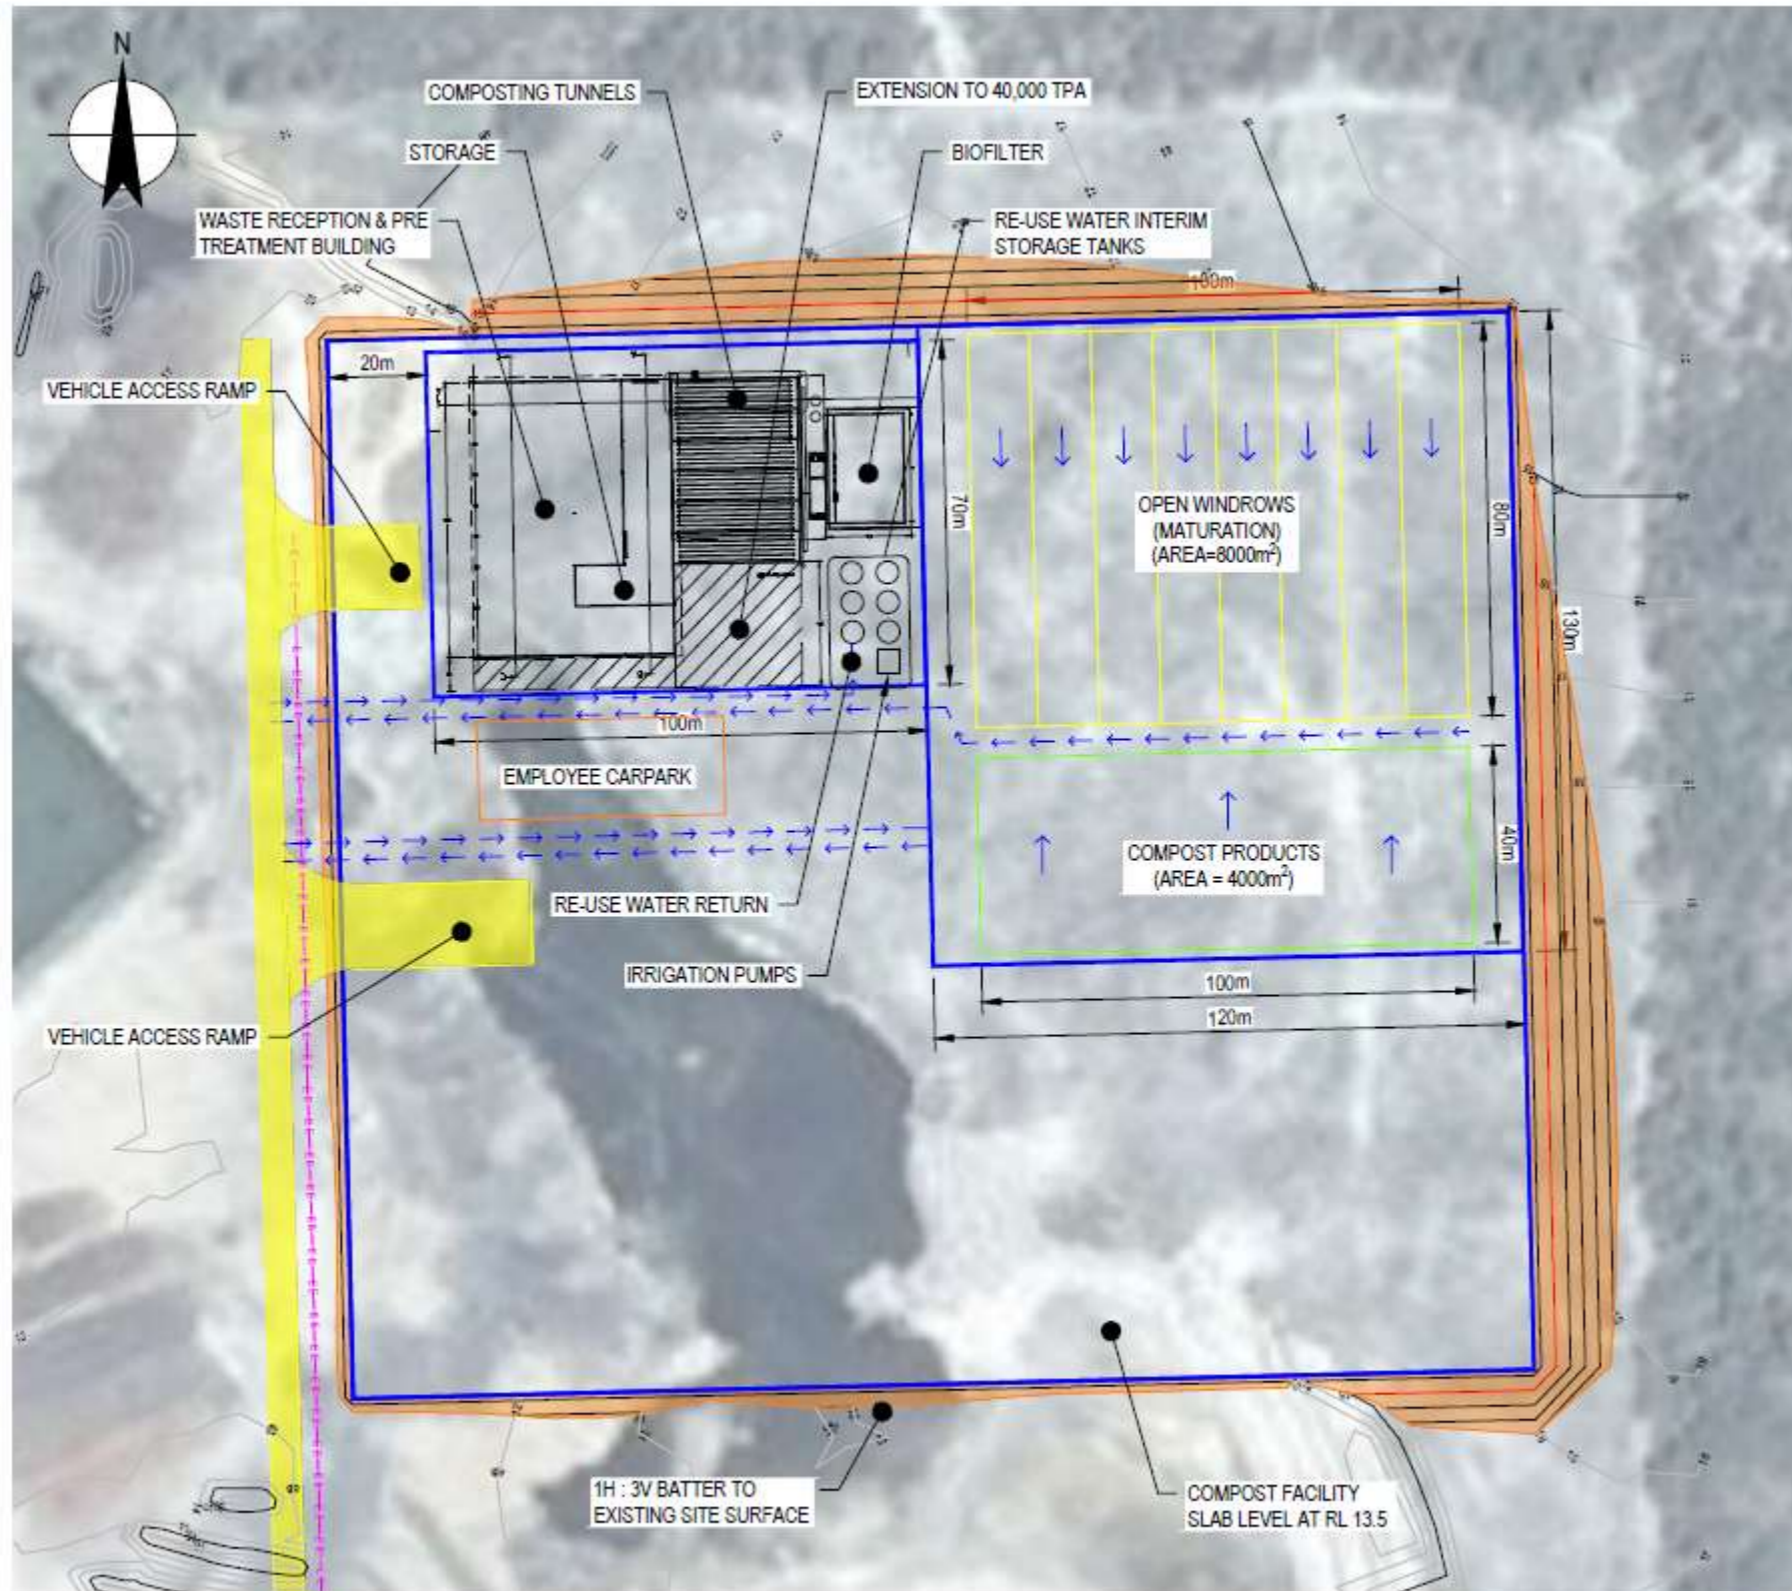 N
COMPOSTING TUNNELS
EXTENSION TO 40,000 TPA
STORAGE
BIOFILTER
WASTE RECEPTION & PRE
TREATMENT BUILDING
RE-USE WATER INTERIM
STORAGE TANKS
100m
20m
VEHICLE ACCESS RAMP
70m
OPEN WINDROWS
(MATURATION)
(AREA=8000m²)
80m
130m
100m
EMPLOYEE CARPARK
COMPOST PRODUCTS
(AREA = 4000m²)
40m
RE-USE WATER RETURN
IRRIGATION PUMPS
100m
120m
VEHICLE ACCESS RAMP
1H : 3V BATTER TO
EXISTING SITE SURFACE
COMPOST FACILITY
SLAB LEVEL AT RL 13.5